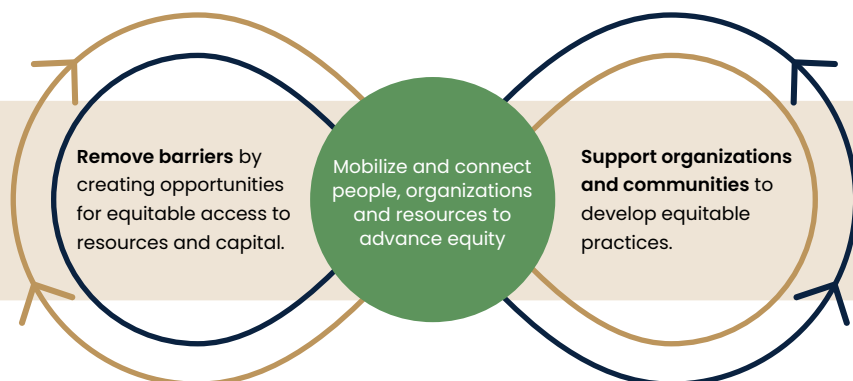 Remove barriers by
creating opportunities
for equitable access to
resources and capital.
Mobilize and connect
people, organizations
and resources to
advance equity
Support organizations
and communities to
develop equitable
practices.